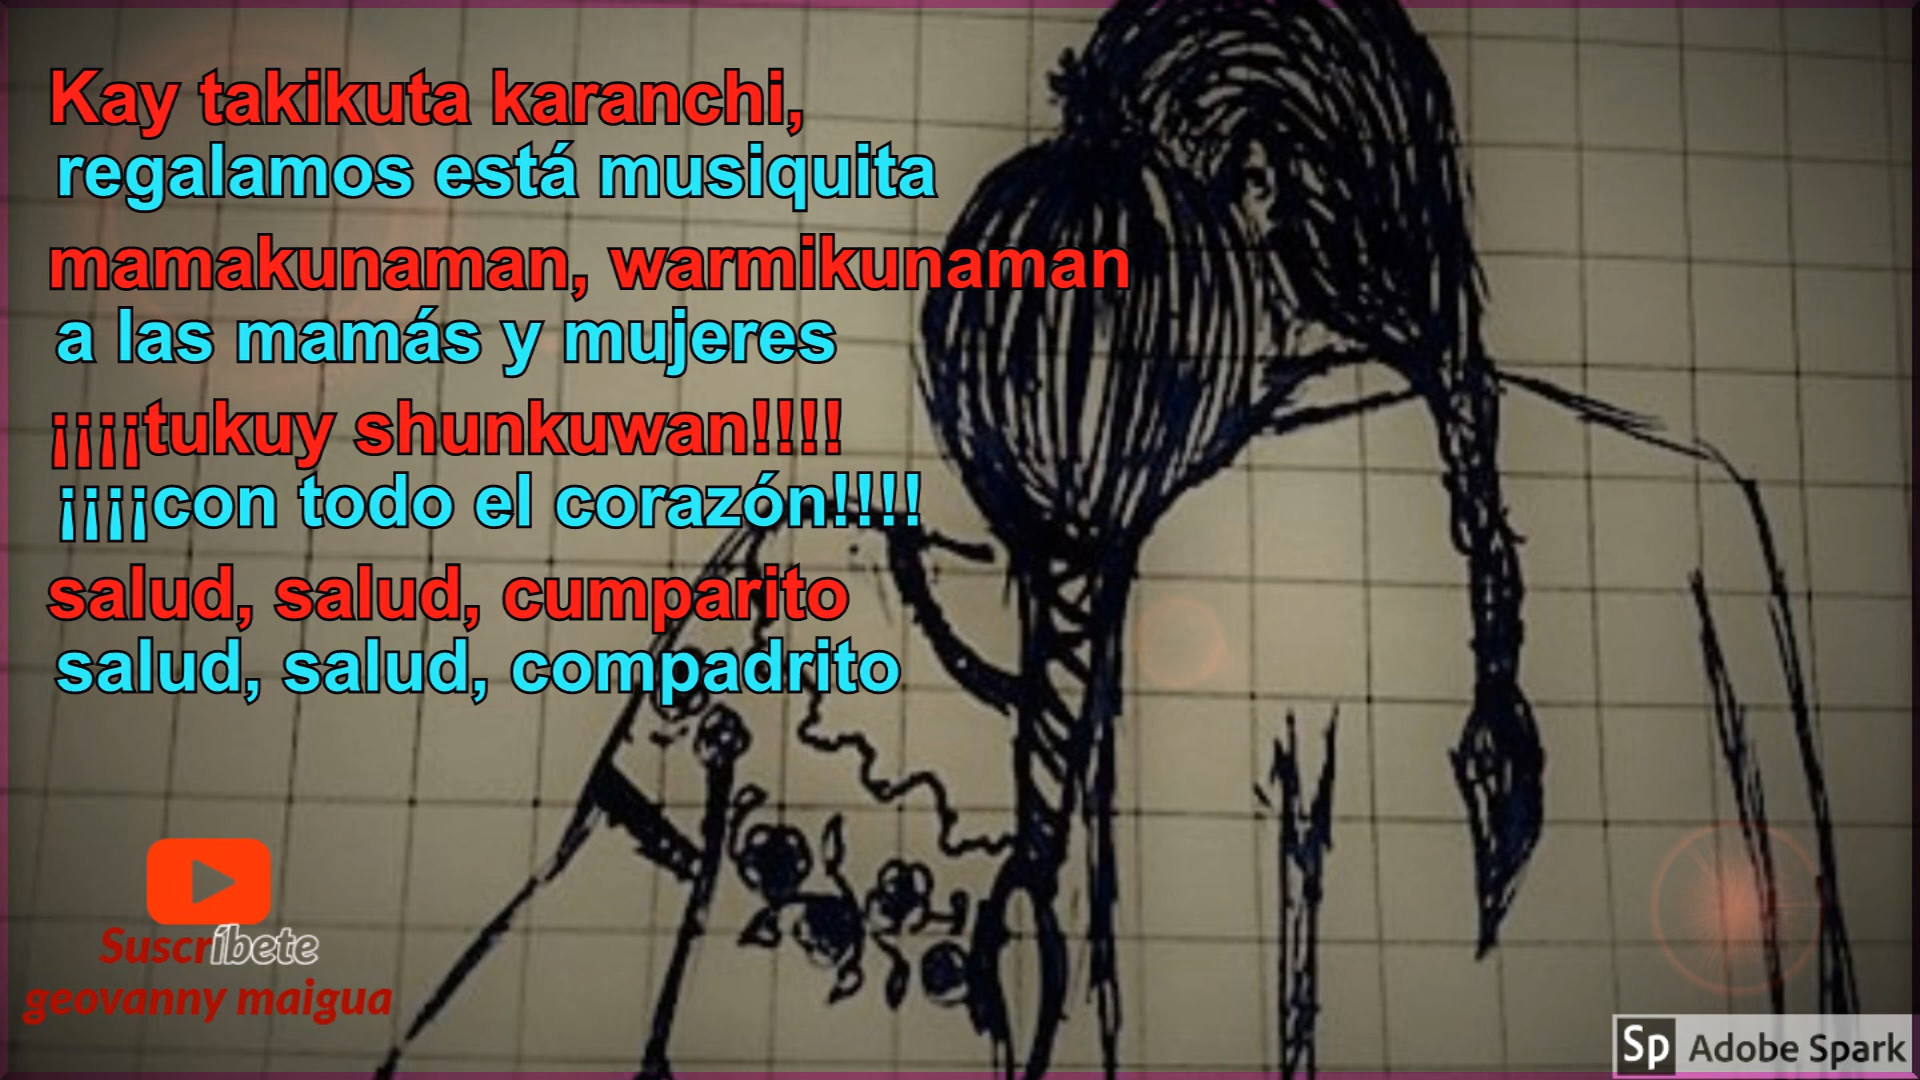 Kay takikuta karanchi,
regalamos está musiquita
mamakunaman, warmikunaman
a las mamás y mujeres
¡¡¡¡tukuy shunkuwan!!!!
¡¡¡¡con todo el corazón!!!!
salud, salud, cumparito
salud, salud, compadrito
Suscríbete
geovanny maigua
Sp Adobe Spark